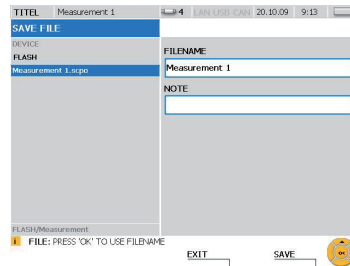 TITEL Measurement 1 4 LAN USB CAN 20.10.09 9:13
SAVE FILE
DEVICE
FLASH
Measurement 1.scpo
FILENAME
Measurement 1
NOTE
FLASH/Measurement
i FILE: PRESS 'OK' TO USE FILENAME
EXIT SAVE OK